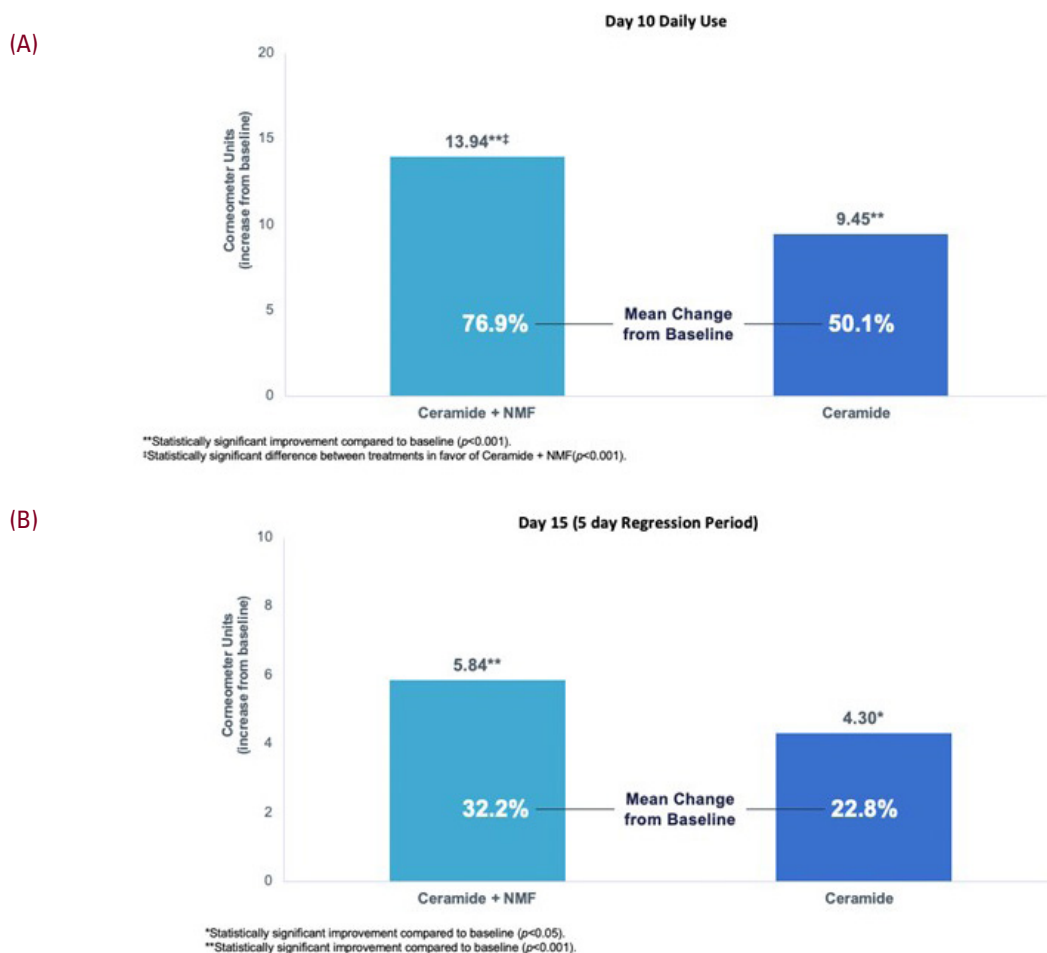 (A)
Day 10 Daily Use
Corneometer Units
(increase from baseline)
20
15
10
5
0
13.94**‡
9.45**
76.9%
Mean Change
from Baseline
50.1%
Ceramide + NMF
Ceramide
**Statistically significant improvement compared to baseline (p<0.001).
‡Statistically significant difference between treatments in favor of Ceramide + NMF(p<0.001).
(B)
Day 15 (5 day Regression Period)
Corneometer Units
(increase from baseline)
10
8
6
4
2
0
5.84**
4.30*
32.2%
Mean Change
from Baseline
22.8%
Ceramide + NMF
Ceramide
*Statistically significant improvement compared to baseline (p<0.05).
**Statistically significant improvement compared to baseline (p<0.001).